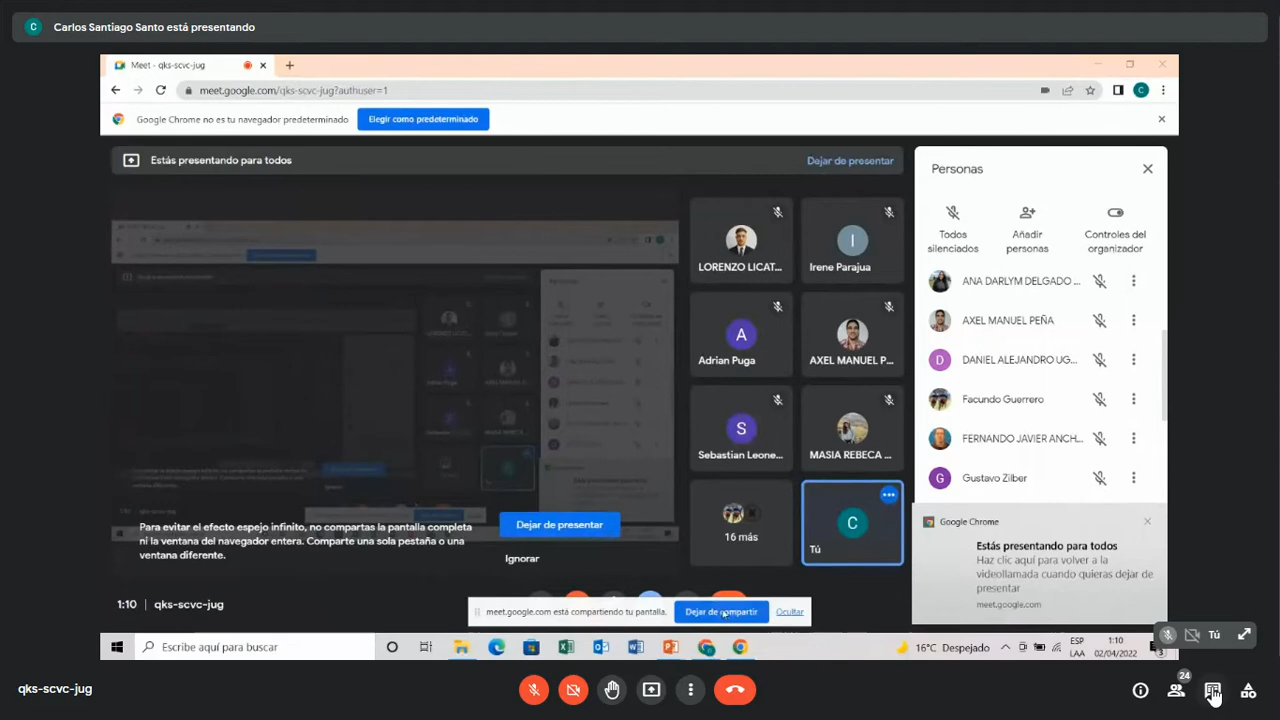 C Carlos Santiago Santo está presentando
Meet - qks-scvc-jug
meet.google.com/qks-scvc-jug?authuser=1
C
Google Chrome no es tu navegador predeterminado
Elegir como predeterminado
Estás presentando para todos
Dejar de presentar
Personas
Todos silenciados
Añadir personas
Controles del organizador
LORENZO LICAT...
I
Irene Parajua
A
Adrian Puga
AXEL MANUEL P...
S
Sebastian Leone...
MASIA REBECA ...
16 más
C
Tú
ANA DARLYM DELGADO ...
AXEL MANUEL PEÑA
D DANIEL ALEJANDRO UG...
Facundo Guerrero
FERNANDO JAVIER ANCH...
G Gustavo Zilber
Para evitar el efecto espejo infinito, no compartas la pantalla completa
ni la ventana del navegador entera. Comparte una sola pestaña o una
ventana diferente.
Dejar de presentar
Ignorar
Google Chrome
Estás presentando para todos
Haz clic aquí para volver a la
videollamada cuando quieras dejar de
presentar
meet.google.com
1:10 | qks-scvc-jug
meet.google.com está compartiendo tu pantalla.
Dejar de compartir
Ocultar
Escribe aquí para buscar
16°C Despejado
ESP
LAA
1:10
02/04/2022
3
Tú
qks-scvc-jug
24